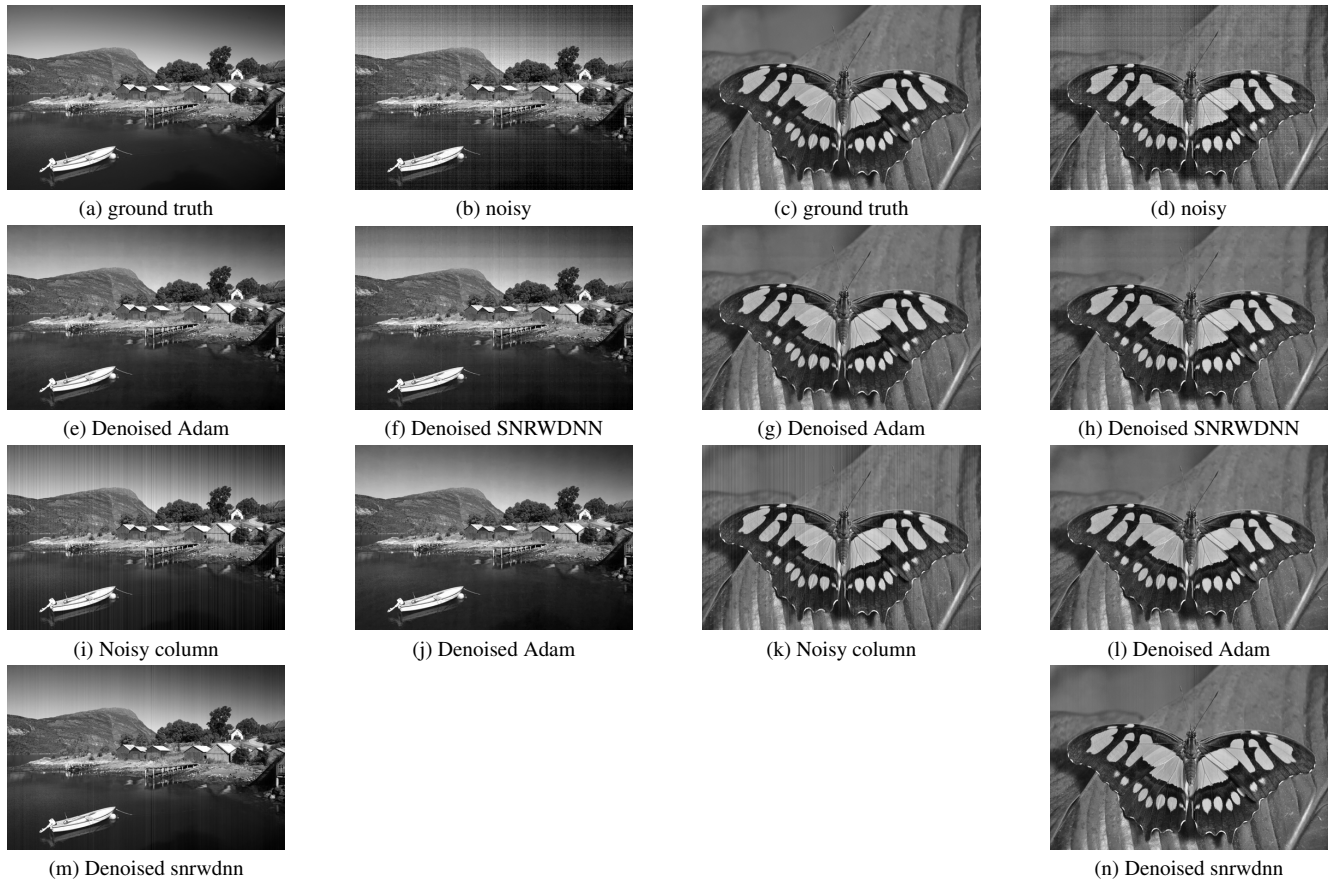 (a) ground truth
(b) noisy
(c) ground truth
(d) noisy
(e) Denoised Adam
(f) Denoised SNRWDNN
(g) Denoised Adam
(h) Denoised SNRWDNN
(i) Noisy column
(j) Denoised Adam
(k) Noisy column
(l) Denoised Adam
(m) Denoised snrwdnn
(n) Denoised snrwdnn